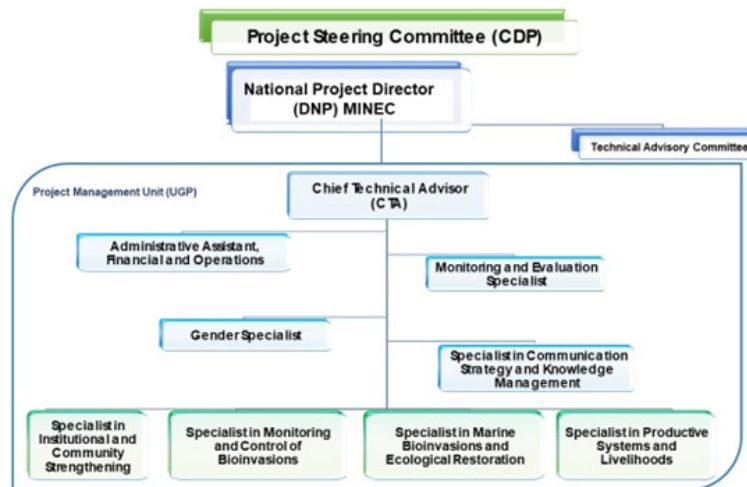 Project Steering Committee (CDP)
National Project Director
(DNP) MINEC
Technical Advisory Committee
Project Management Unit (UGP)
Chief Technical Advisor
(CTA)
Administrative Assistant,
Financial and Operations
Monitoring and Evaluation
Specialist
Gender Specialist
Specialist in Communication
Strategy and Knowledge
Management
Specialist in
Institutional and
Community
Strengthening
Specialist in Monitoring
and Control of
Bioinvasions
Specialist in Marine
Bioinvasions and
Ecological Restoration
Specialist in Productive
Systems and
Livelihoods